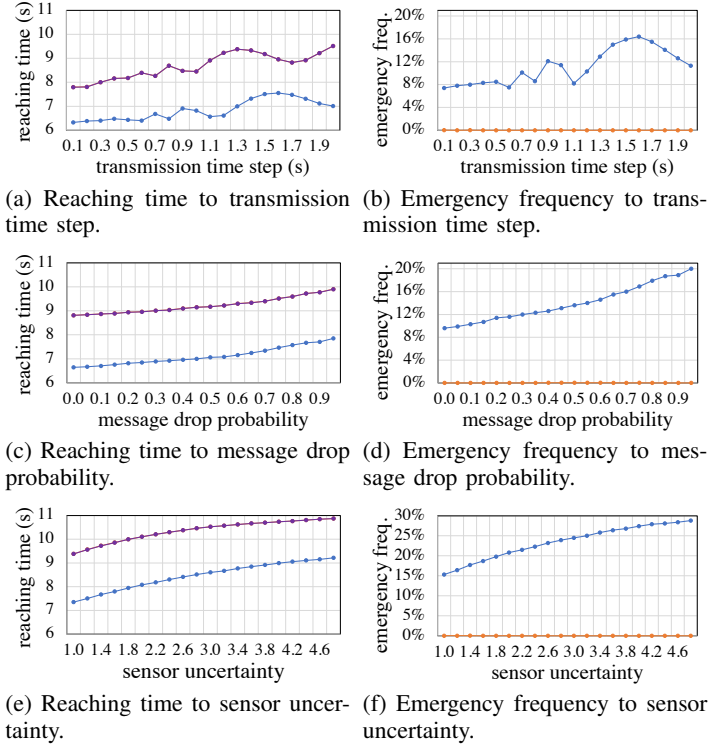 reaching time (s)
11
10
9
8
7
6
0.1 0.3 0.5 0.7 0.9 1.1 1.3 1.5 1.7 1.9
transmission time step (s)
emergency freq.
20%
16%
12%
8%
4%
0%
0.1 0.3 0.5 0.7 0.9 1.1 1.3 1.5 1.7 1.9
transmission time step (s)
(a) Reaching time to transmission
time step.
(b) Emergency frequency to trans-
mission time step.
reaching time (s)
11
10
9
8
7
6
0.0 0.1 0.2 0.3 0.4 0.5 0.6 0.7 0.8 0.9
message drop probability
emergency freq.
20%
16%
12%
8%
4%
0%
0.0 0.1 0.2 0.3 0.4 0.5 0.6 0.7 0.8 0.9
message drop probability
(c) Reaching time to message drop
probability.
(d) Emergency frequency to mes-
sage drop probability.
reaching time (s)
11
10
9
8
7
6
1.0 1.4 1.8 2.2 2.6 3.0 3.4 3.8 4.2 4.6
sensor uncertainty
emergency freq.
30%
25%
20%
15%
10%
5%
0%
1.0 1.4 1.8 2.2 2.6 3.0 3.4 3.8 4.2 4.6
sensor uncertainty
(e) Reaching time to sensor uncer-
tainty.
(f) Emergency frequency to sensor
uncertainty.